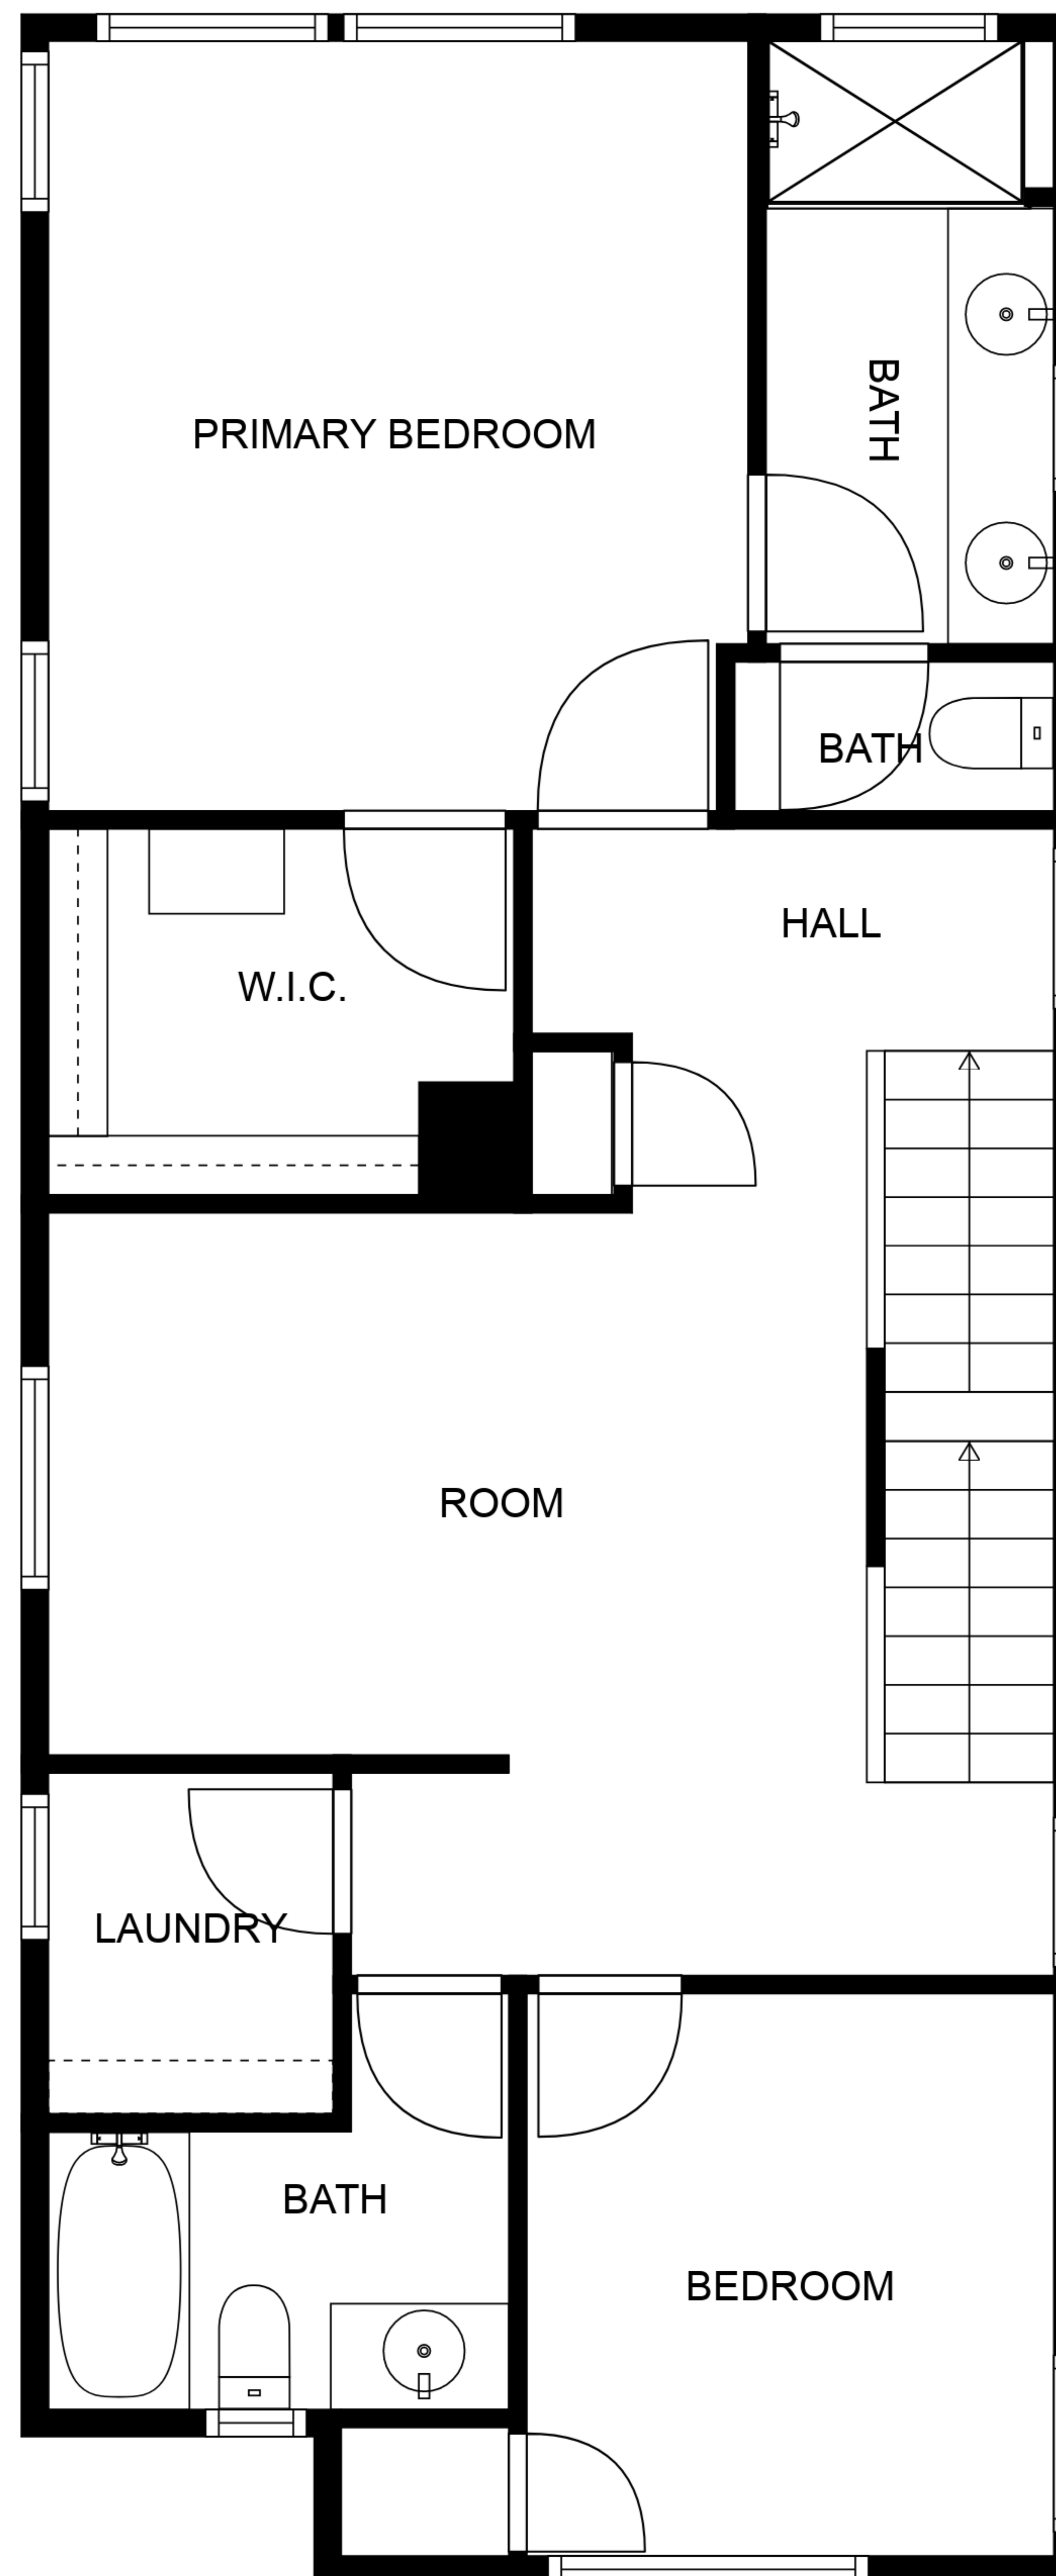 BATH
PRIMARY BEDROOM
BATH
HALL
W.I.C.
ROOM
LAUNDRY
BATH
BEDROOM